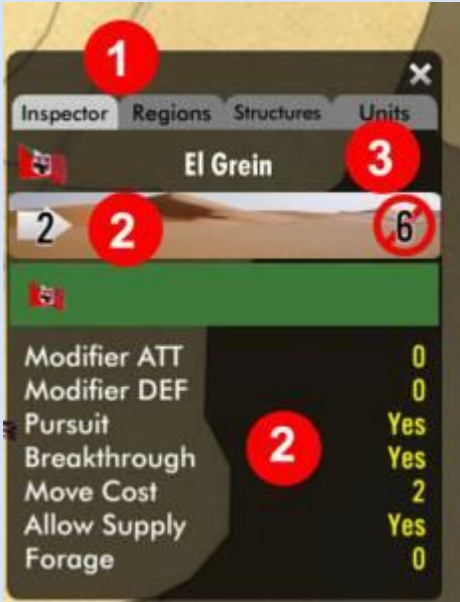 1
×
Inspector Regions Structures Units
El Grein
3
2 2 6
Modifier ATT 0
Modifier DEF 0
Pursuit Yes
Breakthrough Yes
2
Move Cost 2
Allow Supply Yes
Forage 0